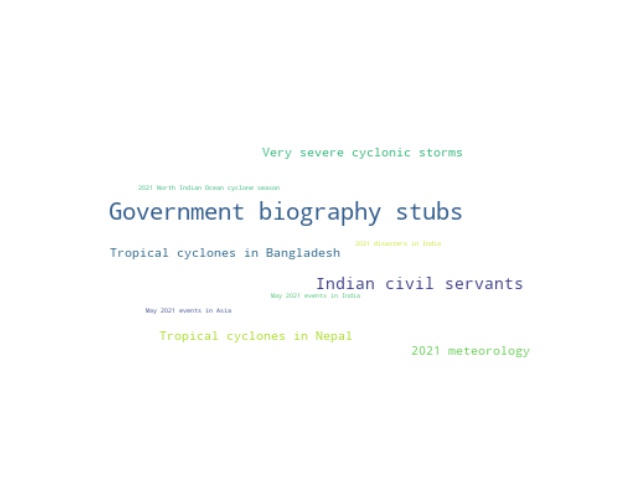 Very severe cyclonic storms
2021 North Indian Ocean cyclone season
Government biography stubs
2021 disasters in India
Tropical cyclones in Bangladesh
Indian civil servants
May 2021 events in India
May 2021 events in Asia
Tropical cyclones in Nepal
2021 meteorology